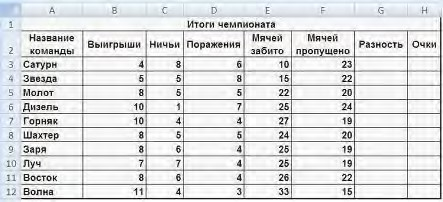 A B C D E F G H
1 Итоги чемпионата
2 Название команды Выигрыши Ничьи Поражения Мячей забито Мячей пропущено Разность Очки
3 Сатурн 4 8 6 10 23
4 Звезда 5 5 8 15 22
5 Молот 8 5 5 22 20
6 Дизель 10 1 7 25 24
7 Горняк 10 4 4 27 19
8 Шахтер 8 5 5 24 20
9 Заря 8 6 4 25 19
10 Луч 7 7 4 25 19
11 Восток 8 6 4 26 22
12 Волна 11 4 3 33 15